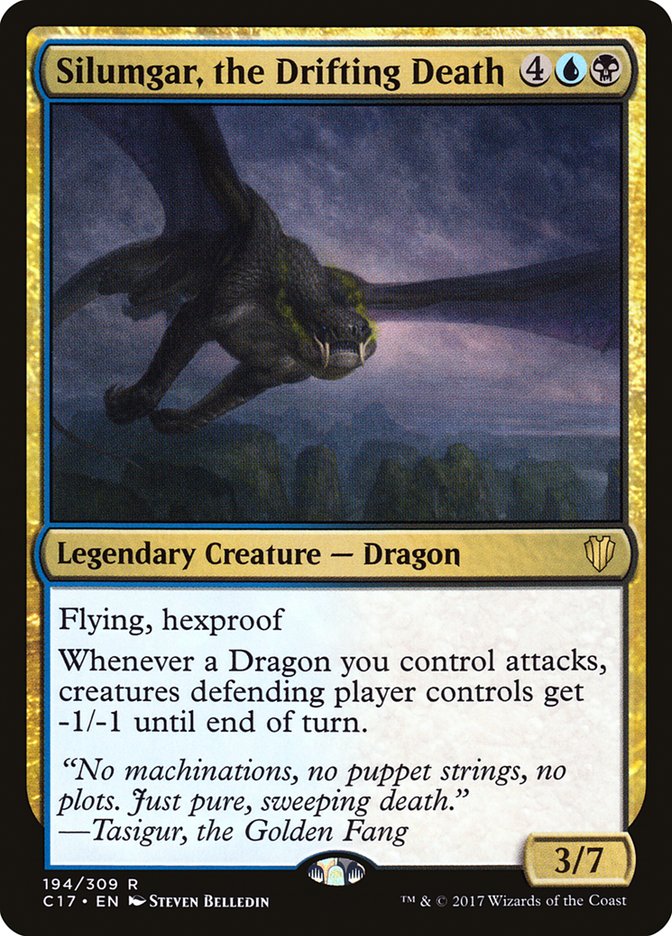 Silumgar, the Drifting Death 4
Legendary Creature — Dragon
Flying, hexproof
Whenever a Dragon you control attacks,
creatures defending player controls get
-1/-1 until end of turn.
“No machinations, no puppet strings, no
plots. Just pure, sweeping death.”
—Tasigur, the Golden Fang
3/7
194/309 R
C17 • EN Steven Belledin
™ & © 2017 Wizards of the Coast